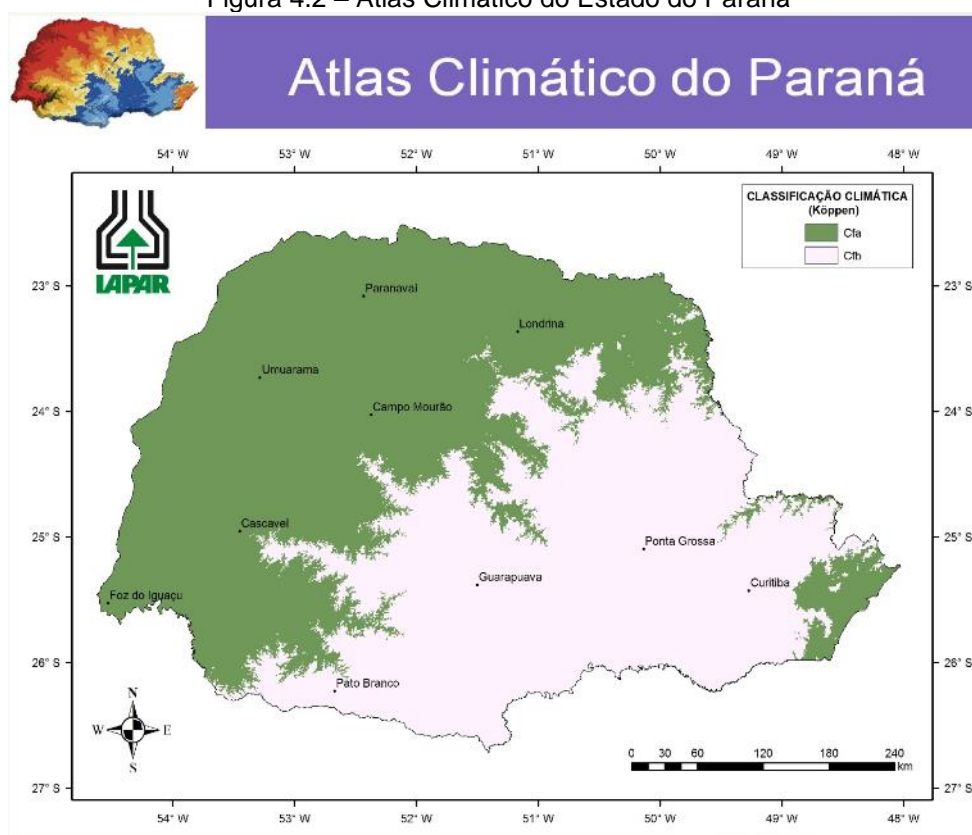 Figura 4.2 – Atlas Climático do Estado do Paraná
Atlas Climático do Paraná
54° W 53° W 52° W 51° W 50° W 49° W 48° W
IAPAR
CLASSIFICAÇÃO CLIMÁTICA
(Köppen)
Cfa
Cfb
23° S 23° S
Paranavaí
Londrina
Umuarama
24° S 24° S
Campo Mourão
Cascavel
25° S 25° S
Ponta Grossa
Guarapuava
Curitiba
Foz do Iguaçu
26° S 26° S
Pato Branco
N
W E
S
0 30 60 120 180 240
km
27° S 27° S
54° W 53° W 52° W 51° W 50° W 49° W 48° W